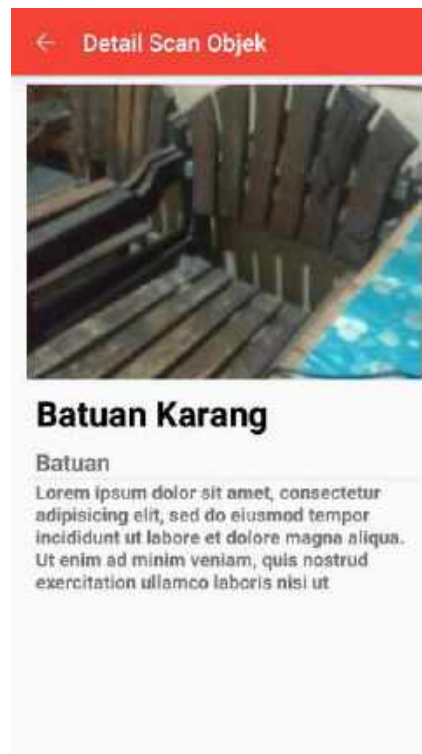 Detail Scan Objek
Batuan Karang
Batuan
Lorem ipsum dolor sit amet, consectetur
adipisicing elit, sed do eiusmod tempor
incididunt ut labore et dolore magna aliqua.
Ut enim ad minim veniam, quis nostrud
exercitation ullamco laboris nisi ut